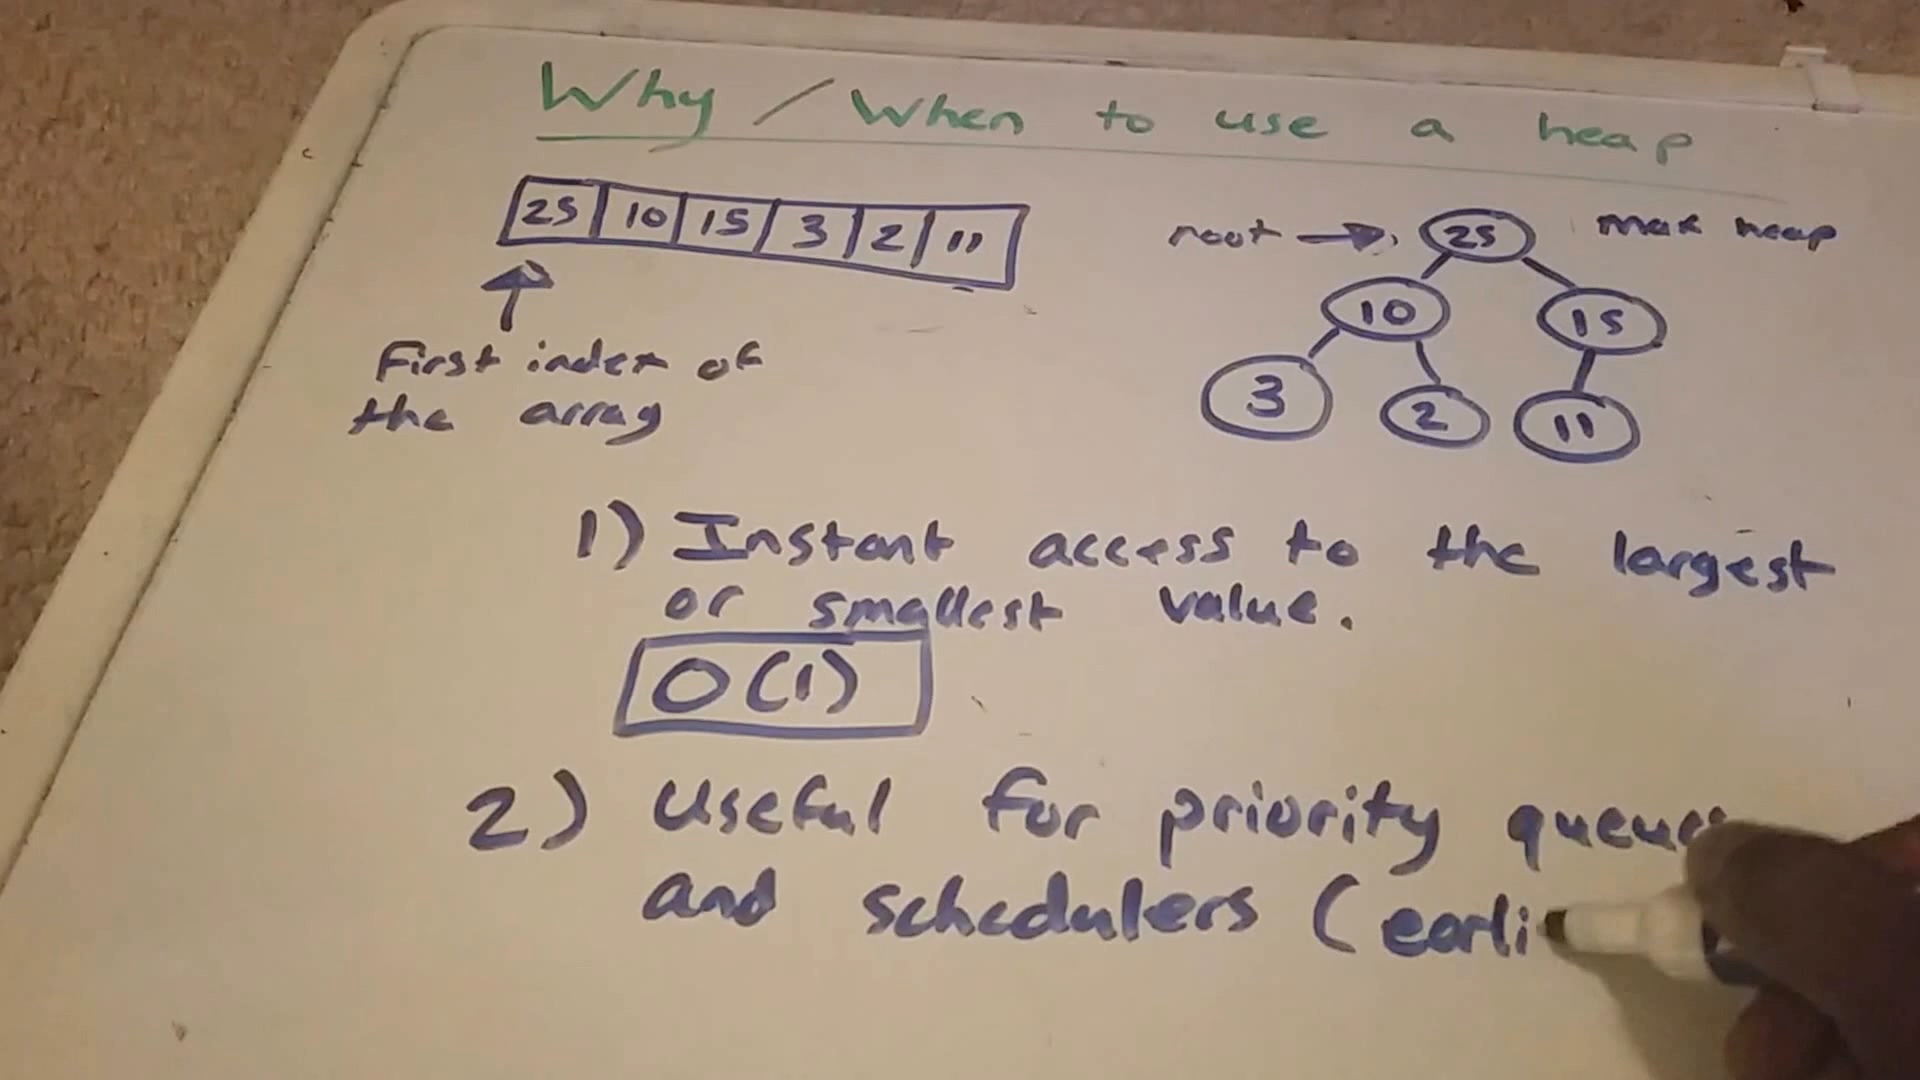 Why / When to use a heap
25 10 15 3 2 11
First index of
the array
root → 25 max heap
10 15
3 2 11
1) Instant access to the largest
or smallest value.
O(1)
2) Useful for priority queues
and schedulers (earli